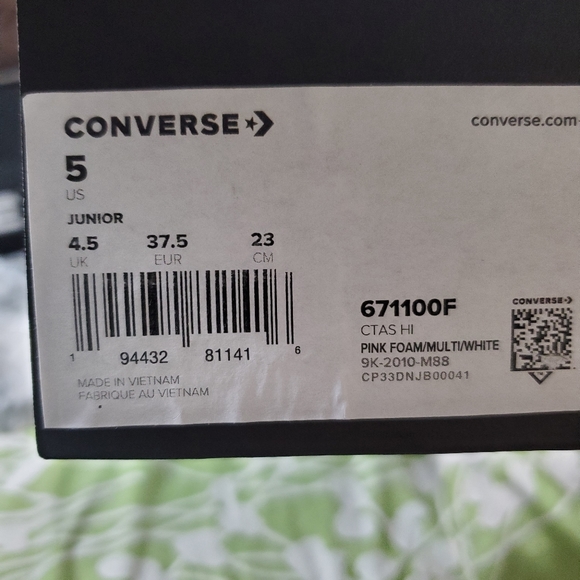 CONVERSE
converse.com
5
US
JUNIOR
4.5 37.5 23
UK EUR CM
1 94432 81141 6
MADE IN VIETNAM
FABRIQUE AU VIETNAM
671100F
CTAS HI
PINK FOAM/MULTI/WHITE
9K-2010-M88
CP33DNJB00041
CONVERSE